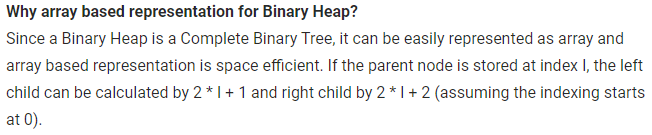 Why array based representation for Binary Heap?
Since a Binary Heap is a Complete Binary Tree, it can be easily represented as array and
array based representation is space efficient. If the parent node is stored at index I, the left
child can be calculated by 2 * I + 1 and right child by 2 * I + 2 (assuming the indexing starts
at 0).